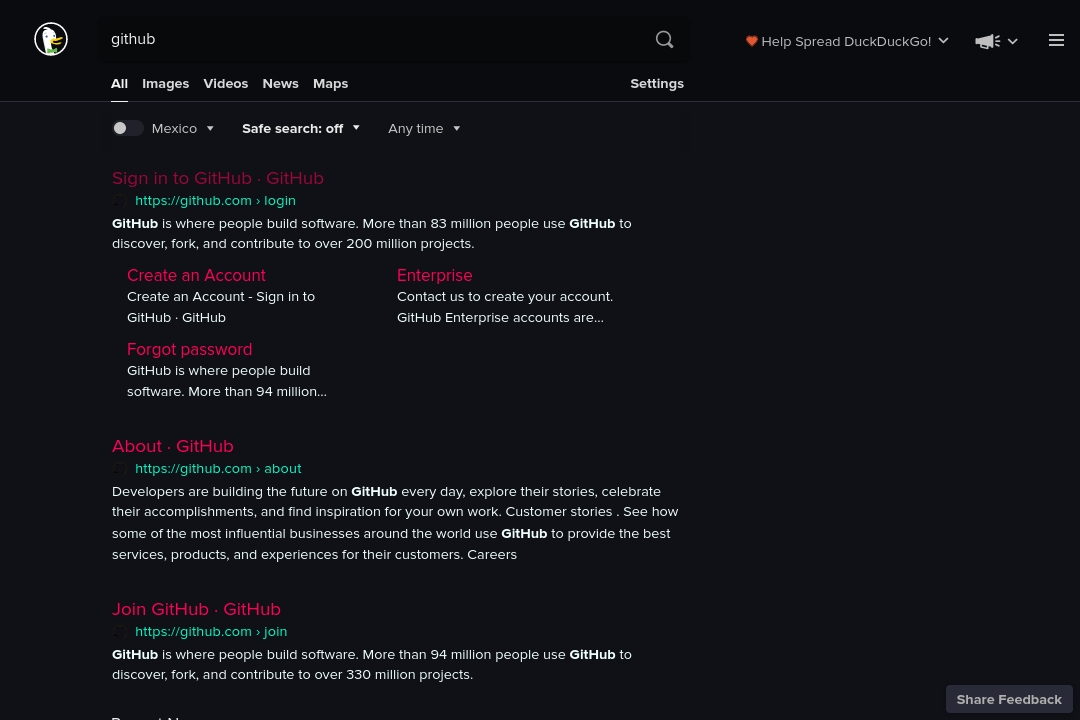 github
Help Spread DuckDuckGo!
All Images Videos News Maps Settings
Mexico Safe search: off Any time
Sign in to GitHub · GitHub
https://github.com › login
GitHub is where people build software. More than 83 million people use GitHub to
discover, fork, and contribute to over 200 million projects.
Create an Account
Create an Account - Sign in to
GitHub · GitHub
Enterprise
Contact us to create your account.
GitHub Enterprise accounts are...
Forgot password
GitHub is where people build
software. More than 94 million...
About · GitHub
https://github.com › about
Developers are building the future on GitHub every day, explore their stories, celebrate
their accomplishments, and find inspiration for your own work. Customer stories . See how
some of the most influential businesses around the world use GitHub to provide the best
services, products, and experiences for their customers. Careers
Join GitHub · GitHub
https://github.com › join
GitHub is where people build software. More than 94 million people use GitHub to
discover, fork, and contribute to over 330 million projects.
Share Feedback